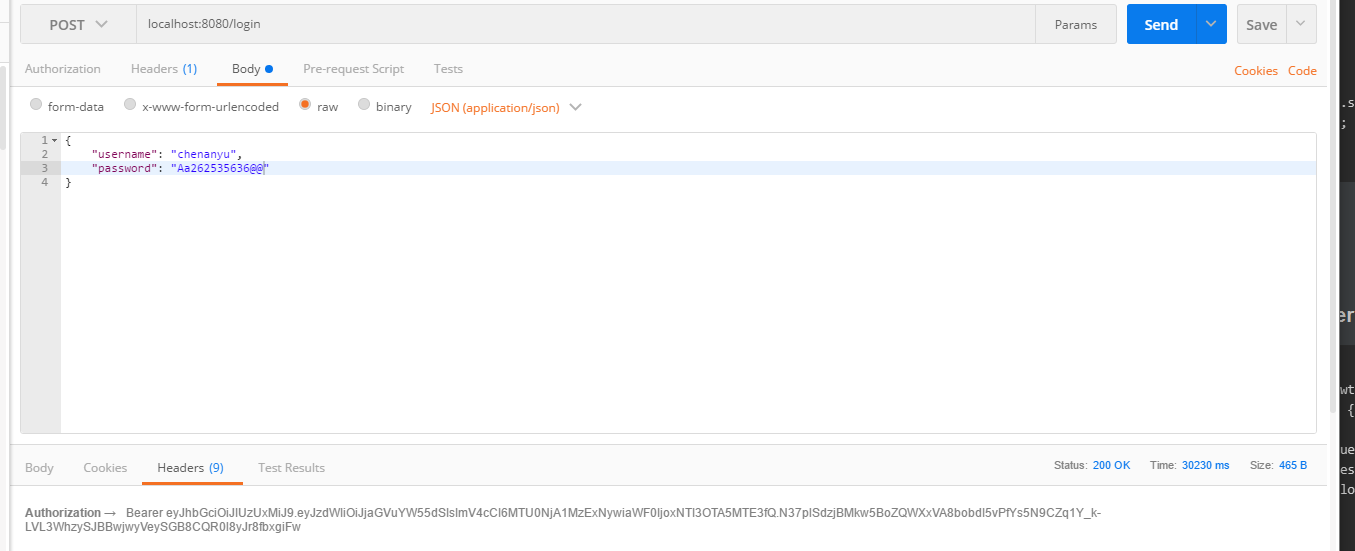 POST localhost:8080/login Params Send Save
Authorization Headers (1) Body Pre-request Script Tests Cookies Code
form-data x-www-form-urlencoded raw binary JSON (application/json)
1 {
2 "username": "chenanyu",
3 "password": "Aa262535636@@"
4 }
Body Cookies Headers (9) Test Results Status: 200 OK Time: 30230 ms Size: 465 B
Authorization → Bearer eyJhbGciOiJIUzUxMiJ9.eyJzdWIiOiJjaGVuYW55dSIsImV4cCI6MTU0NjA1MzExNywiaWF0IjoxNTI3OTA5MTE3fQ.N37plSdzjBMkw5BoZQWXxVA8bobdI5vPfYs5N9CZq1Y_k-
LVL3WhzySJBBwjwyVeySGB8CQR0I8yJr8fbxgiFw